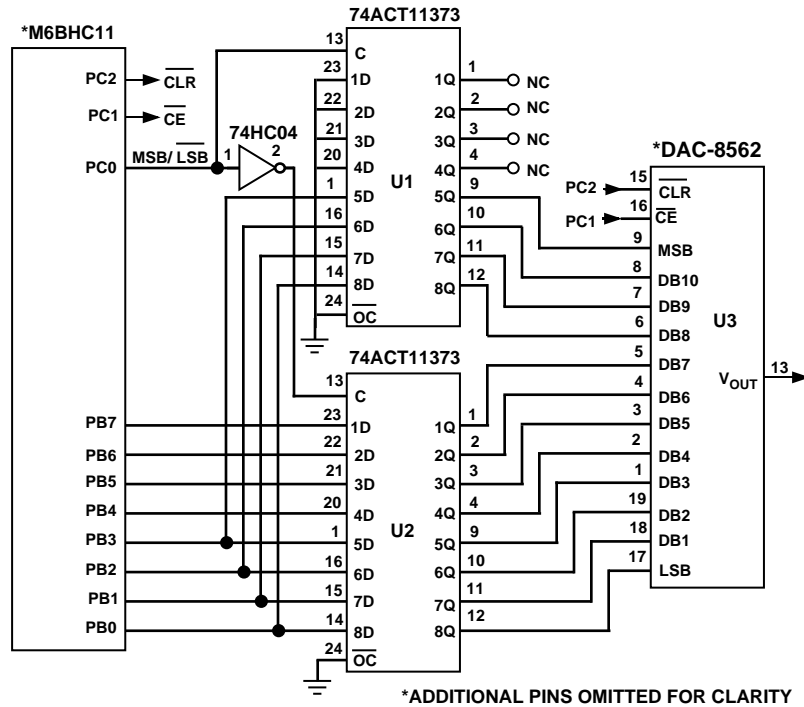 74ACT11373
*M6BHC11
PC2
CLR
PC1
CE
MSB/ LSB
PC0
74HC04
1
2
13
C
23
1D
22
2D
21
3D
20
4D
1
5D
16
6D
15
7D
14
8D
24
OC
U1
1Q
1
NC
2Q
2
NC
3Q
3
NC
4Q
4
NC
5Q
9
6Q
10
7Q
11
8Q
12
*DAC-8562
PC2
15
CLR
PC1
16
CE
9
MSB
8
DB10
7
DB9
6
DB8
5
DB7
4
DB6
3
DB5
2
DB4
1
DB3
19
DB2
18
DB1
17
LSB
U3
VOUT
13
74ACT11373
13
C
PB7
23
1D
PB6
22
2D
PB5
21
3D
PB4
20
4D
PB3
1
5D
PB2
16
6D
PB1
15
7D
PB0
14
8D
24
OC
U2
1Q
1
2Q
2
3Q
3
4Q
4
5Q
9
6Q
10
7Q
11
8Q
12
*ADDITIONAL PINS OMITTED FOR CLARITY